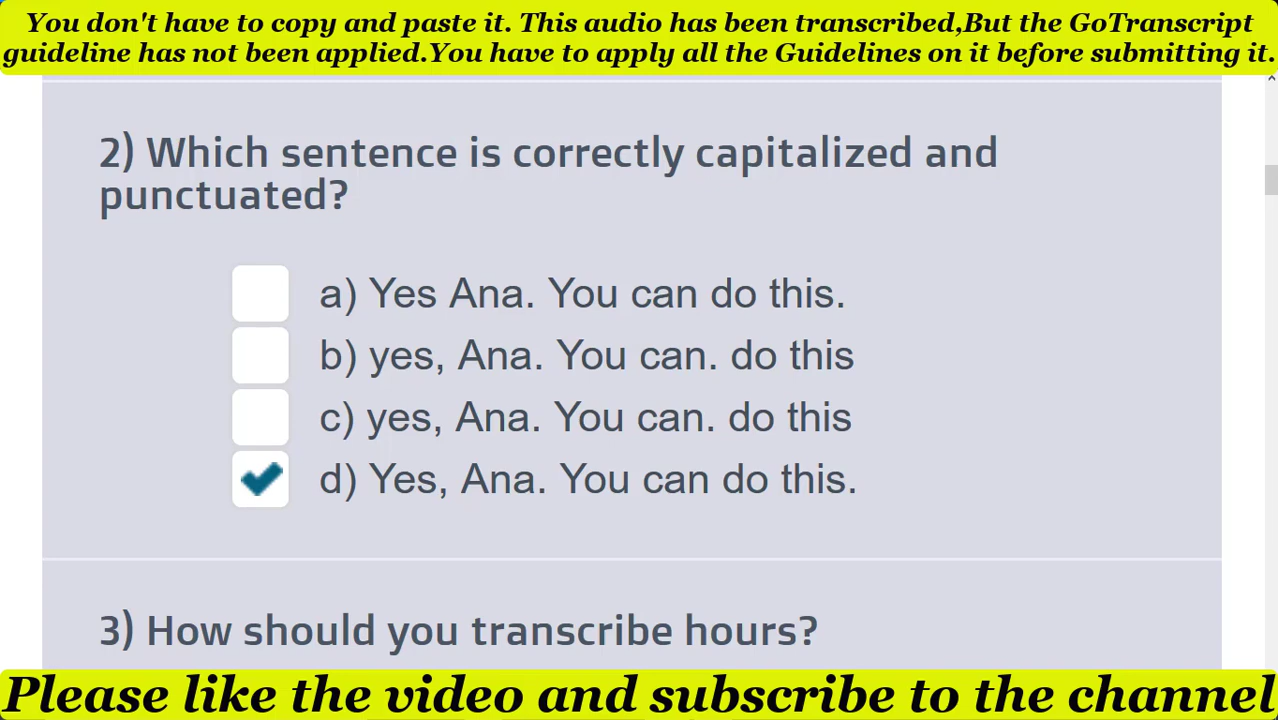 You don't have to copy and paste it. This audio has been transcribed,But the GoTranscript
guideline has not been applied.You have to apply all the Guidelines on it before submitting it.
2) Which sentence is correctly capitalized and
punctuated?
a) Yes Ana. You can do this.
b) yes, Ana. You can. do this
c) yes, Ana. You can. do this
d) Yes, Ana. You can do this.
3) How should you transcribe hours?
Please like the video and subscribe to the channel